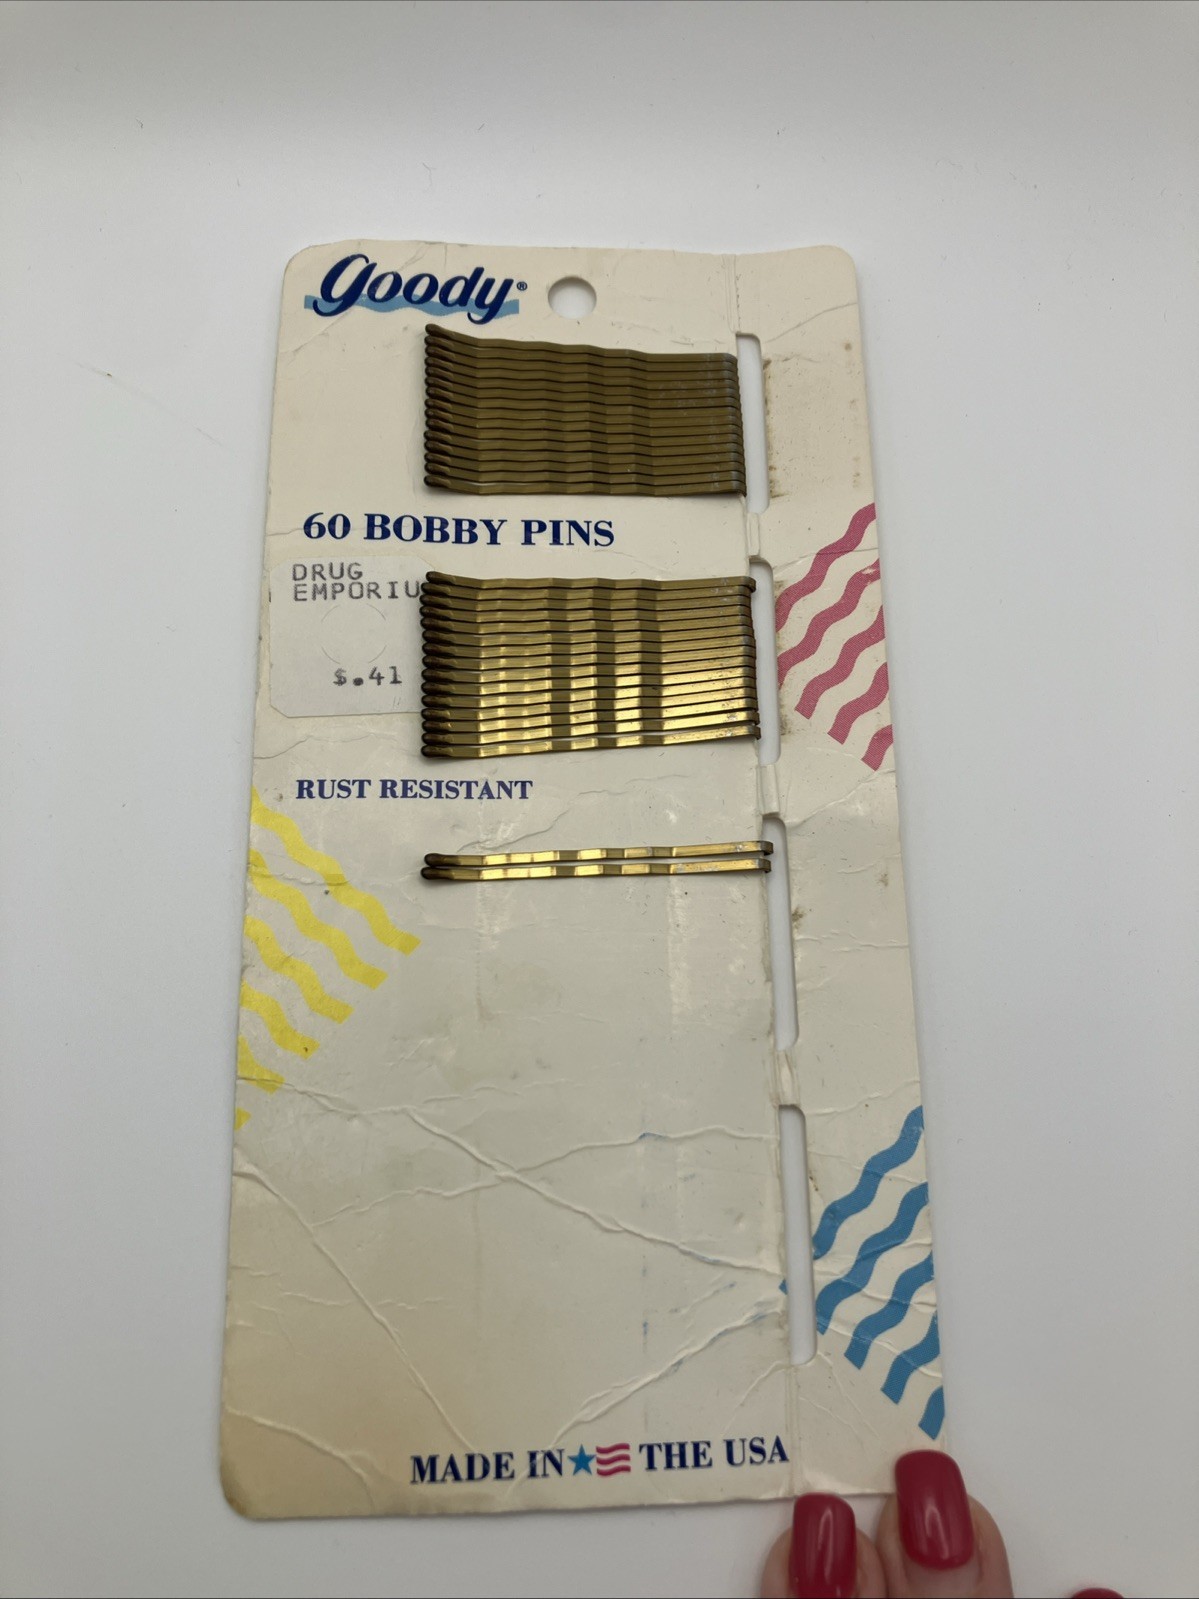 goody®
60 BOBBY PINS
DRUG
EMPORIU
$.41
RUST RESISTANT
MADE IN THE USA